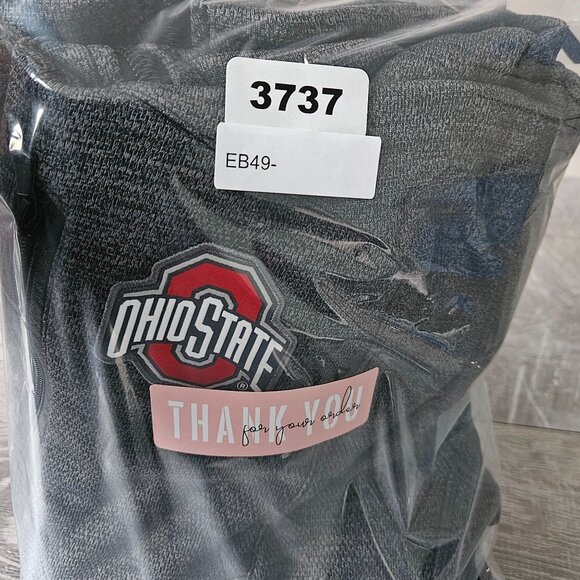 3737
EB49-
OHIO STATE
®
THANK YOU
for your order